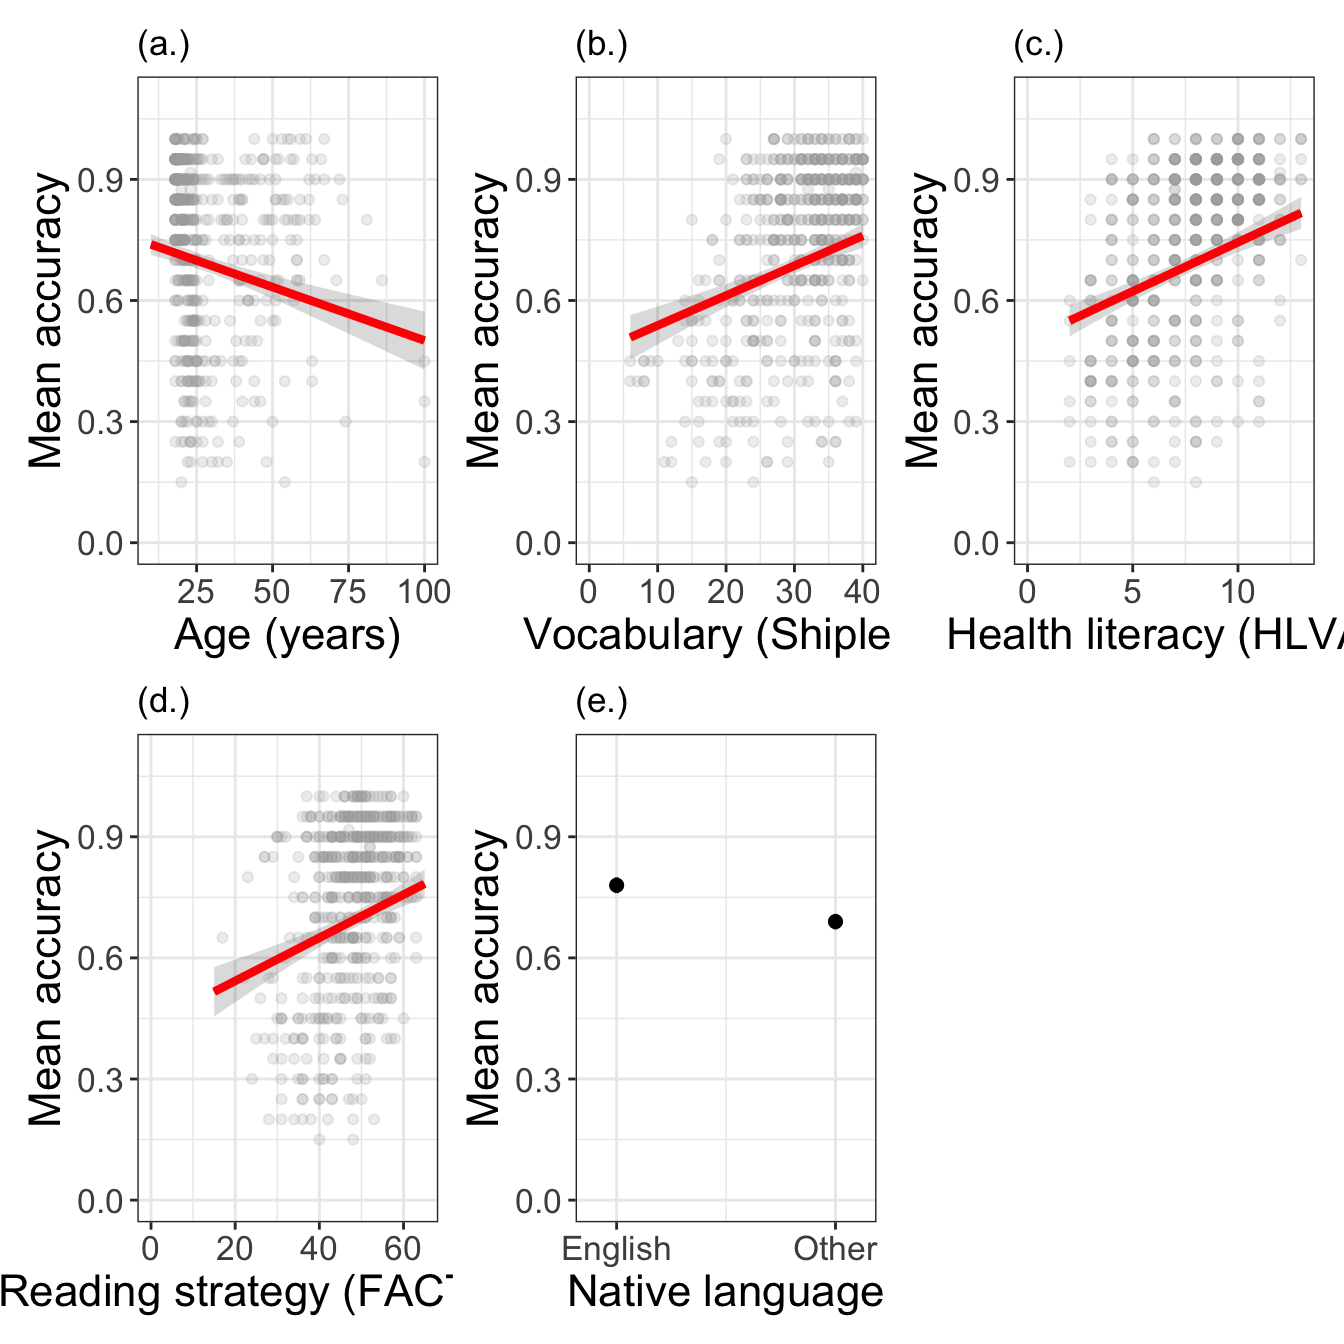 (a.)
Mean accuracy
0.9
0.6
0.3
0.0
25 50 75 100
Age (years)
(b.)
Mean accuracy
0.9
0.6
0.3
0.0
0 10 20 30 40
Vocabulary (Shiple
(c.)
Mean accuracy
0.9
0.6
0.3
0.0
0 5 10
Health literacy (HLVA
(d.)
Mean accuracy
0.9
0.6
0.3
0.0
0 20 40 60
Reading strategy (FAC
(e.)
Mean accuracy
0.9
0.6
0.3
0.0
English Other
Native language